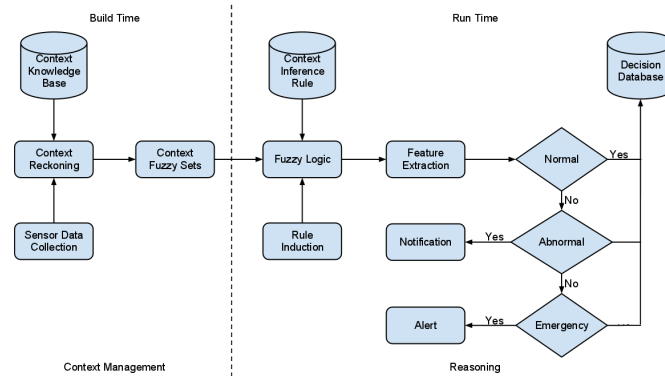 Build Time
Run Time
Context
Knowledge
Base
Context
Inference
Rule
Decision
Database
Context
Reckoning
Context
Fuzzy Sets
Fuzzy Logic
Feature
Extraction
Normal
Yes
No
Sensor Data
Collection
Rule
Induction
Notification
Yes
Abnormal
No
Alert
Yes
Emergency
Context Management
Reasoning